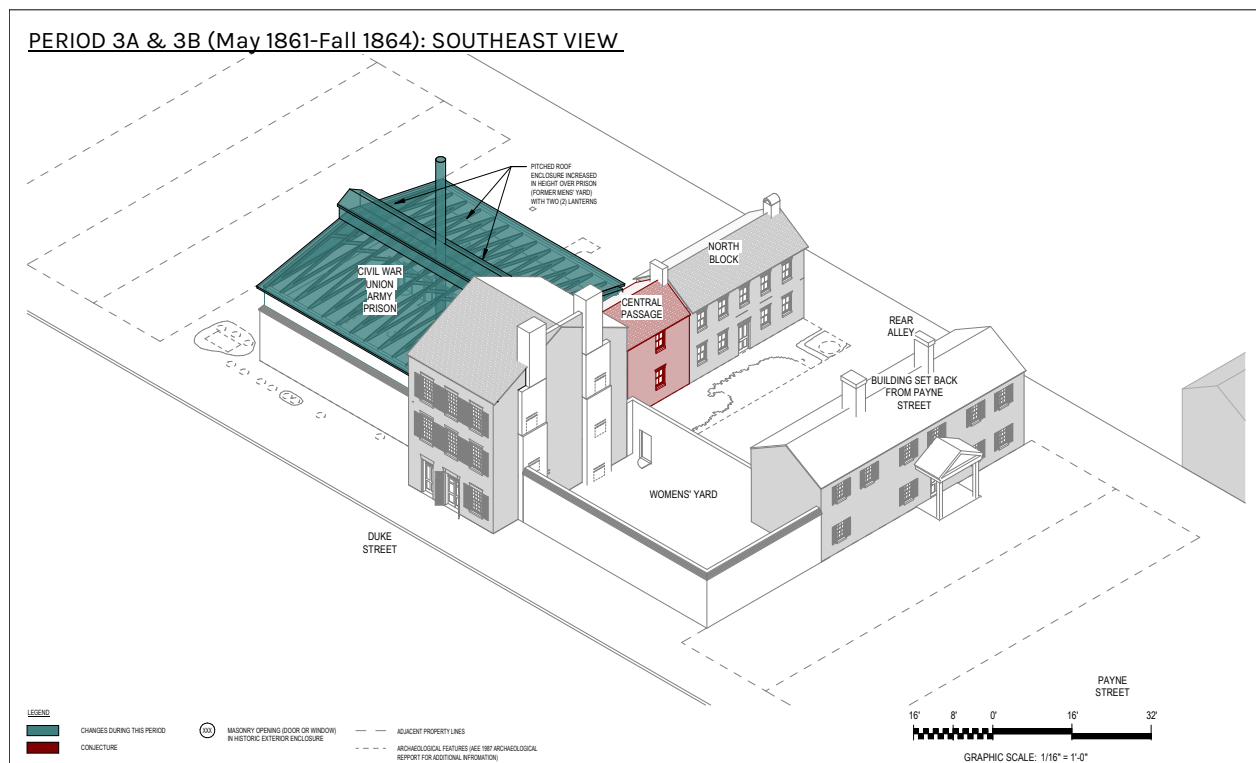 PERIOD 3A & 3B (May 1861-Fall 1864): SOUTHEAST VIEW
PITCHED ROOF
ENCLOSURE INCREASED
IN HEIGHT OVER PRISON
(FORMER MENS' YARD)
WITH TWO (2) LANTERNS
CIVIL WAR
UNION
ARMY
PRISON
NORTH
BLOCK
CENTRAL
PASSAGE
REAR
ALLEY
BUILDING SET BACK
FROM PAYNE
STREET
WOMENS' YARD
DUKE
STREET
PAYNE
STREET
LEGEND
CHANGES DURING THIS PERIOD
CONJECTURE
XXX
MASONRY OPENING (DOOR OR WINDOW)
IN HISTORIC EXTERIOR ENCLOSURE
ADJACENT PROPERTY LINES
ARCHAEOLOGICAL FEATURES (AEE 1987 ARCHAEOLOGICAL
REPPORT FOR ADDITIONAL INFROMATION)
16' 8' 0' 16' 32'
GRAPHIC SCALE: 1/16" = 1'-0"